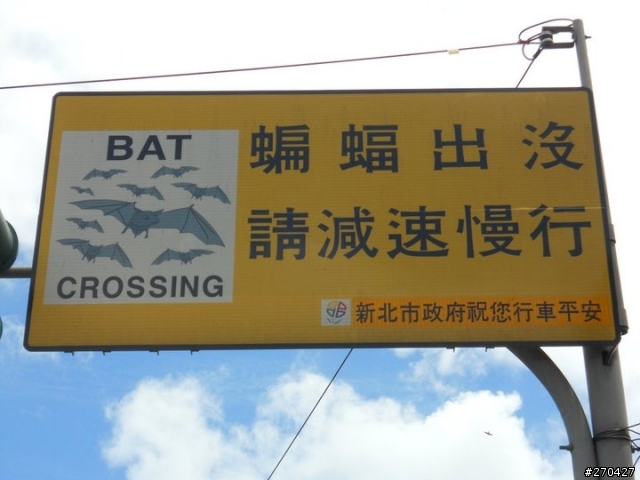 BAT
CROSSING
蝙蝠出沒
請減速慢行
新北市政府祝您行車平安
#270427